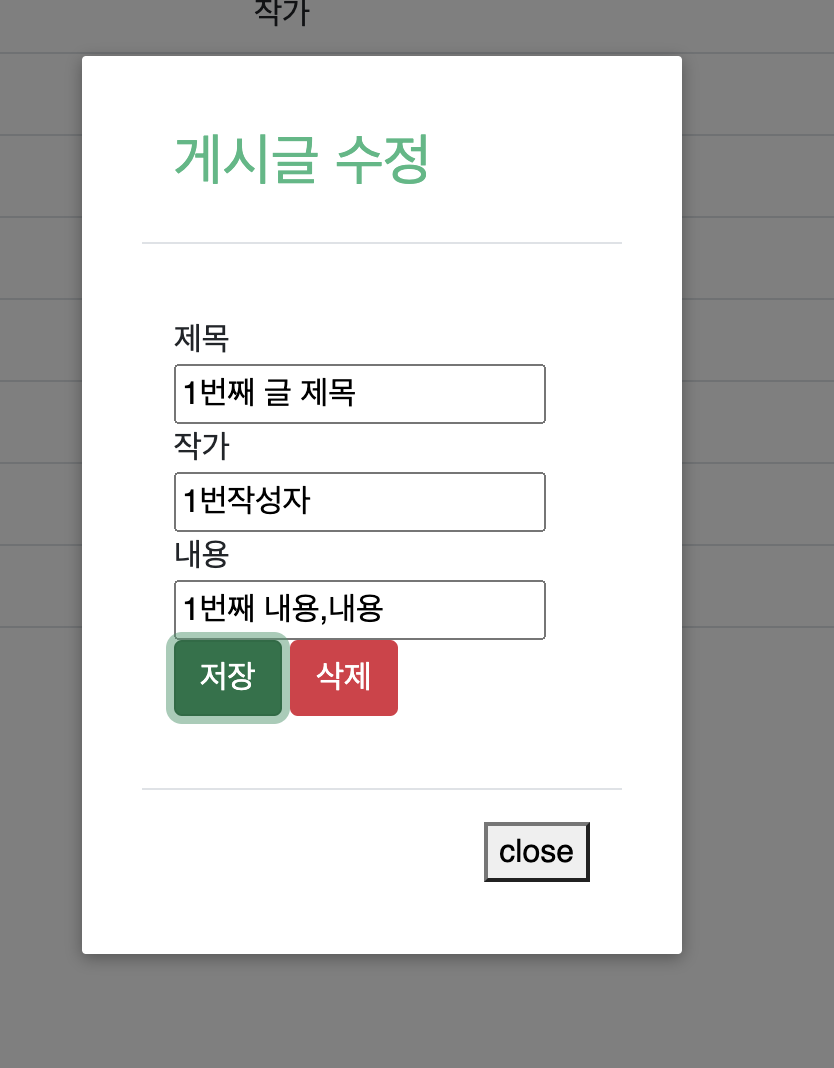 작가
게시글 수정
제목
1번째 글 제목
작가
1번작성자
내용
1번째 내용,내용
저장 삭제
close